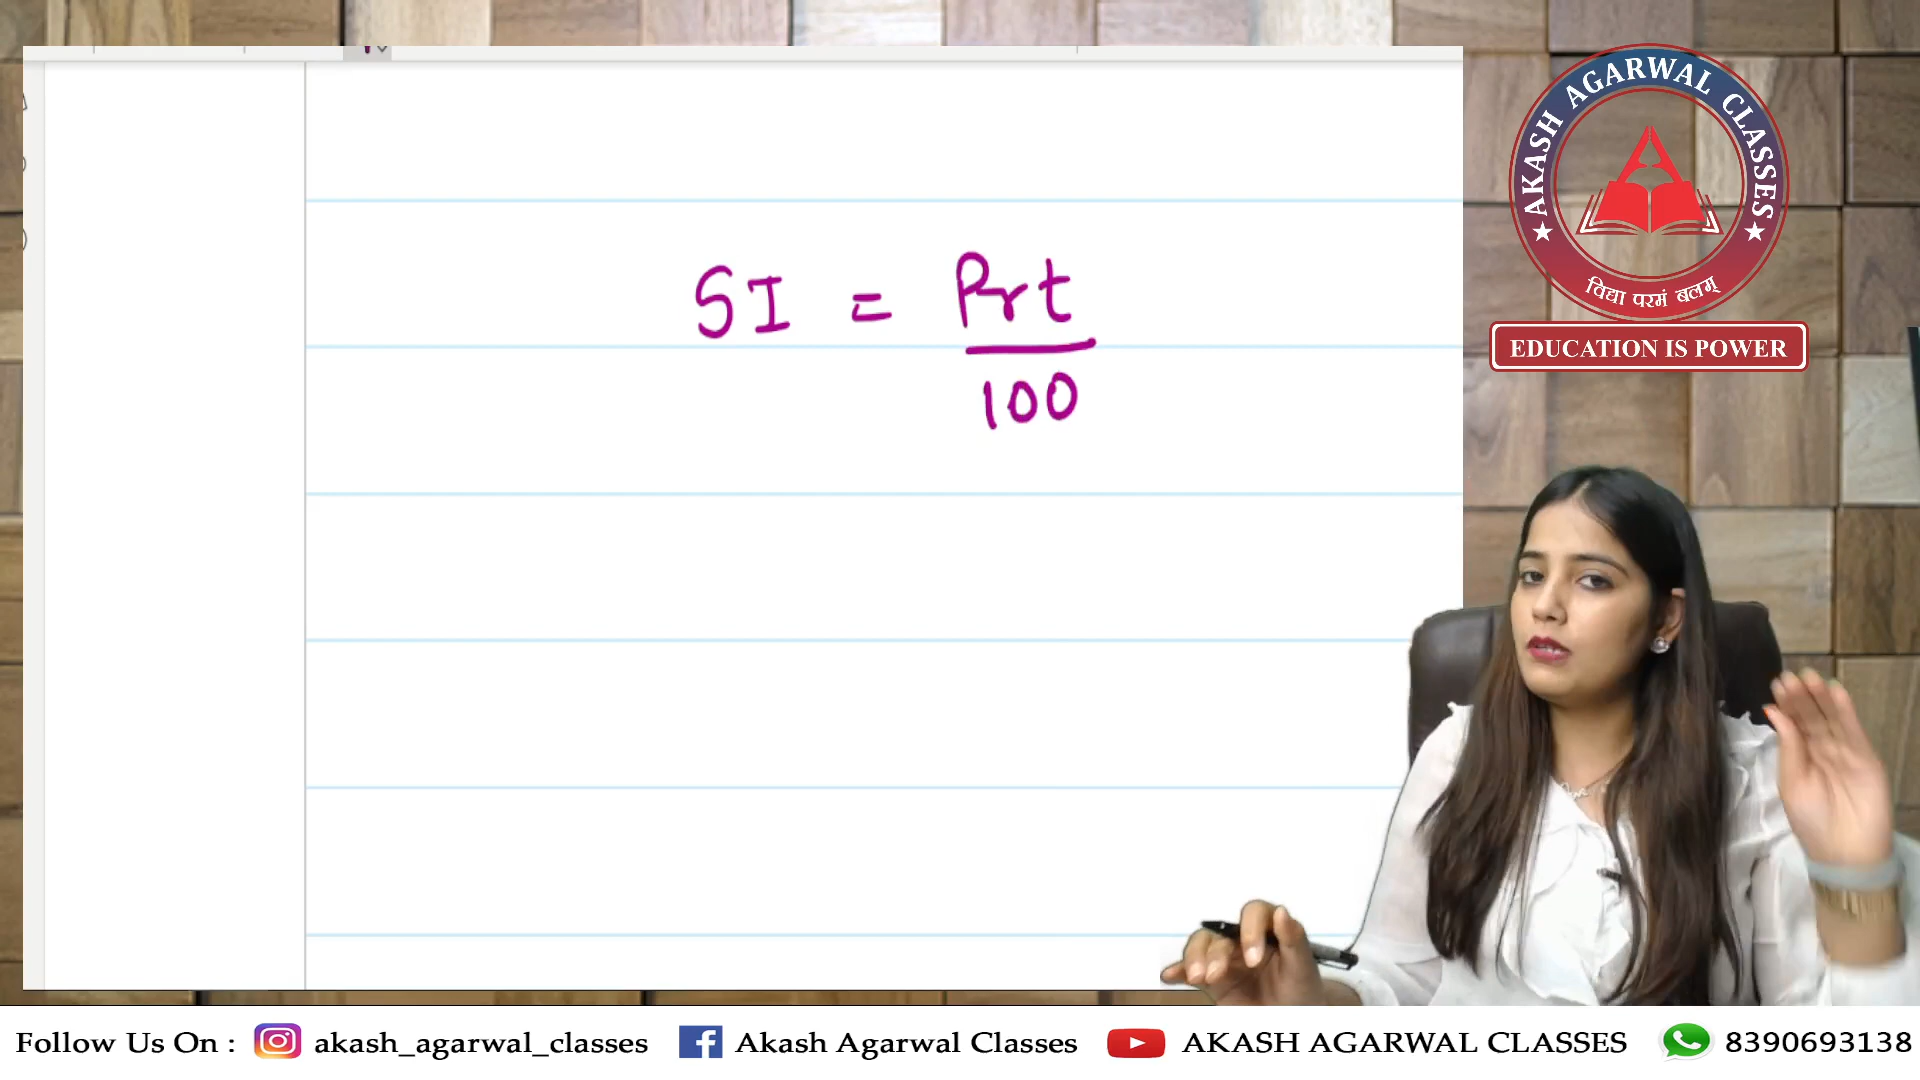 SI = Prt
100
AKASH AGARWAL CLASSES
विद्या परमं बलम्
EDUCATION IS POWER
Follow Us On : akash_agarwal_classes Akash Agarwal Classes AKASH AGARWAL CLASSES 8390693138